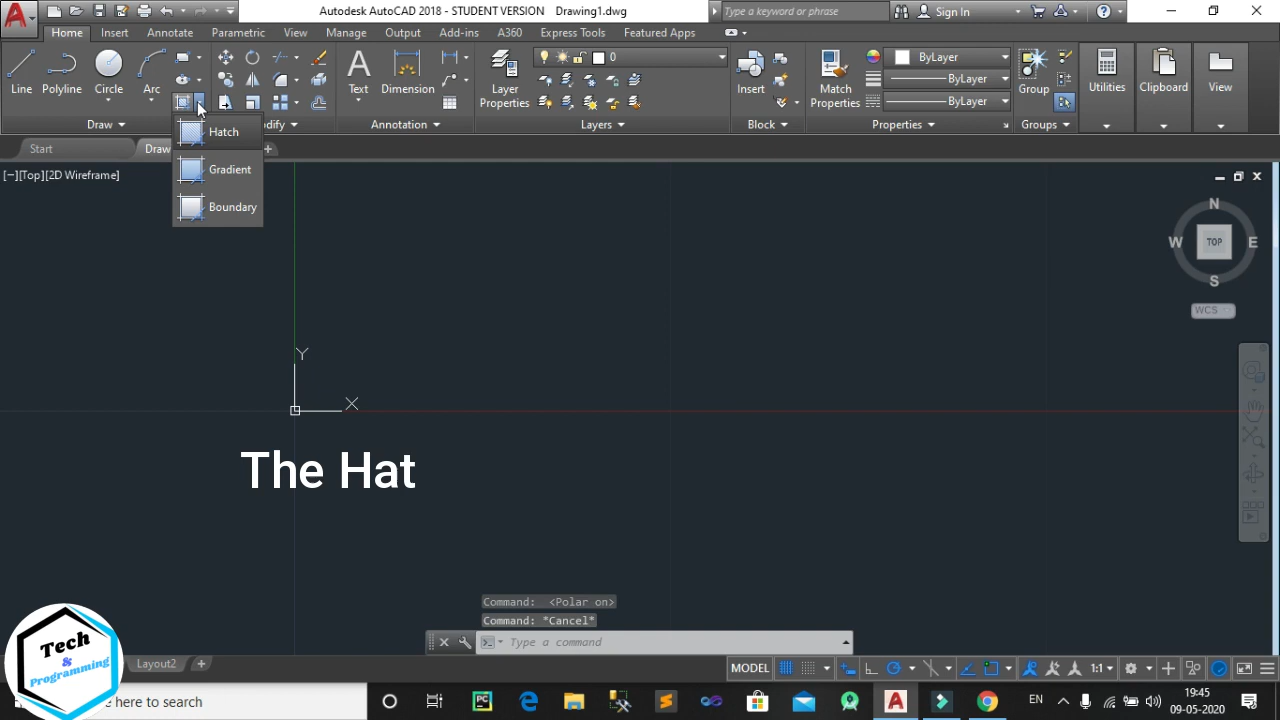 Autodesk AutoCAD 2018 - STUDENT VERSION Drawing1.dwg
Type a keyword or phrase
Sign In
Home Insert Annotate Parametric View Manage Output Add-ins A360 Express Tools Featured Apps
0
ByLayer
ByLayer
ByLayer
Line Polyline Circle Arc
Text Dimension
Layer Properties
Insert
Match Properties
Group
Utilities
Clipboard
View
Draw
Annotation
Layers
Block
Properties
Groups
Hatch
Gradient
Boundary
Start
[−][Top][2D Wireframe]
N
W TOP E
S
WCS
Y
X
The Hat
Command: <Polar on>
Command: *Cancel*
Type a command
Tech
&
Programming
Layout2
MODEL
1:1
here to search
EN
19:45
09-05-2020